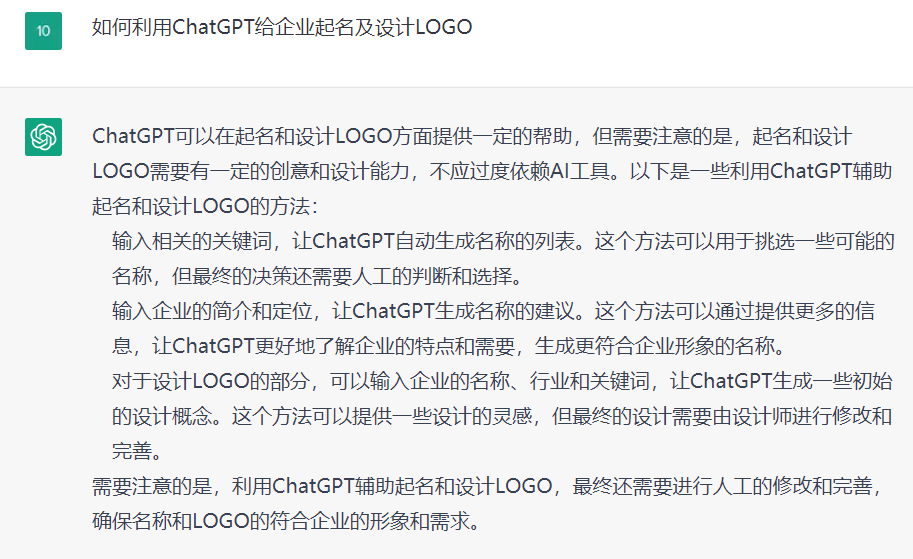 10
如何利用ChatGPT给企业起名及设计LOGO
ChatGPT可以在起名和设计LOGO方面提供一定的帮助，但需要注意的是，起名和设计
LOGO需要有一定的创意和设计能力，不应过度依赖AI工具。以下是一些利用ChatGPT辅助
起名和设计LOGO的方法：
输入相关的关键词，让ChatGPT自动生成名称的列表。这个方法可以用于挑选一些可能的
名称，但最终的决策还需要人工的判断和选择。
输入企业的简介和定位，让ChatGPT生成名称的建议。这个方法可以通过提供更多的信
息，让ChatGPT更好地了解企业的特点和需要，生成更符合企业形象的名称。
对于设计LOGO的部分，可以输入企业的名称、行业和关键词，让ChatGPT生成一些初始
的设计概念。这个方法可以提供一些设计的灵感，但最终的设计需要由设计师进行修改和
完善。
需要注意的是，利用ChatGPT辅助起名和设计LOGO，最终还需要进行人工的修改和完善，
确保名称和LOGO的符合企业的形象和需求。